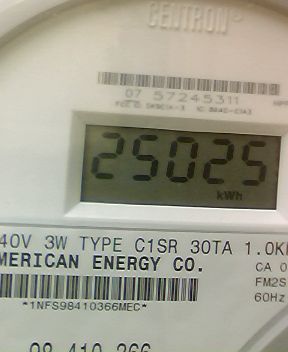 CENTRON®
07 57245311
25025
kWh
40V 3W TYPE C1SR 30TA 1.0K
MERICAN ENERGY CO.
CA 0
FM2S
60Hz
*1NFS98410366MEC*
98 410 366